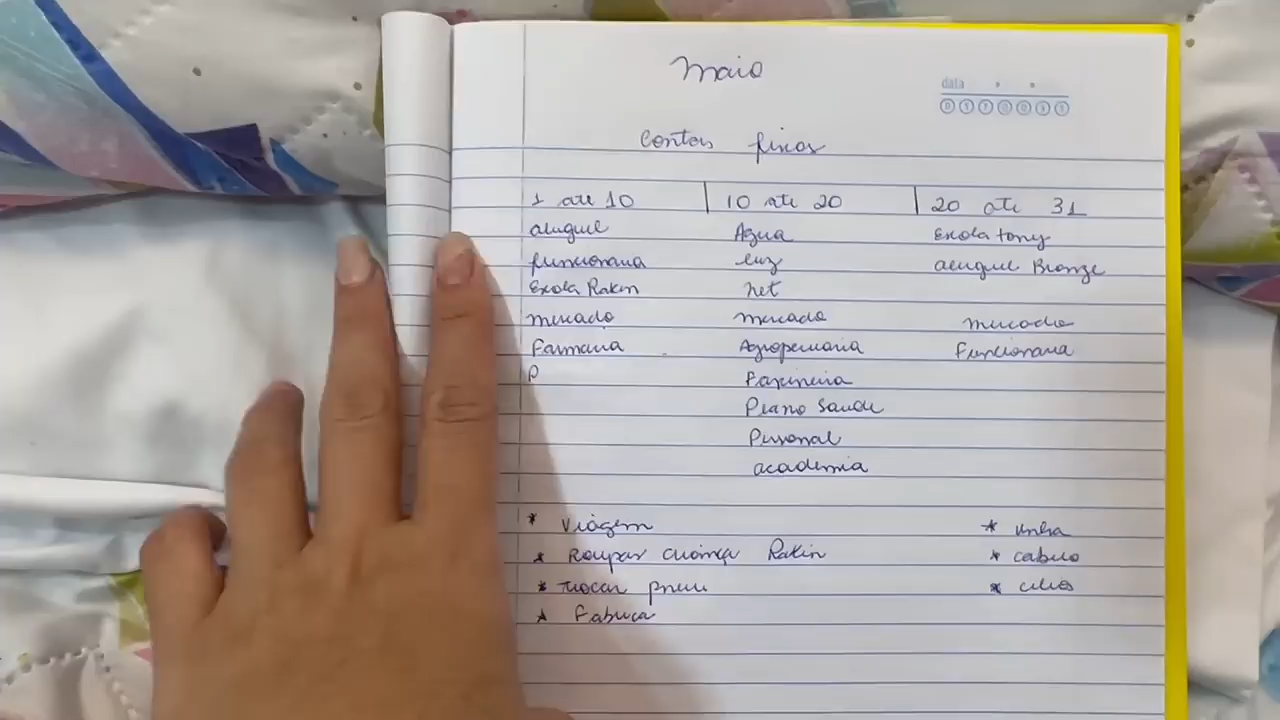 Maio
data
D S T Q Q S S
Contas fixas
1 até 10 | 10 até 20 | 20 até 31
aluguel Agua Escola Tony
funcionaria luz aluguel Bronze
Escola Rakin net
mercado mercado mercado
Farmacia Agropecuaria Funcionaria
P Faxineira
Plano Saude
Personal
academia
* Viagem * unha
* Roupas criança Rakin * cabelo
* trocar pneu * cilios
* Fabrica